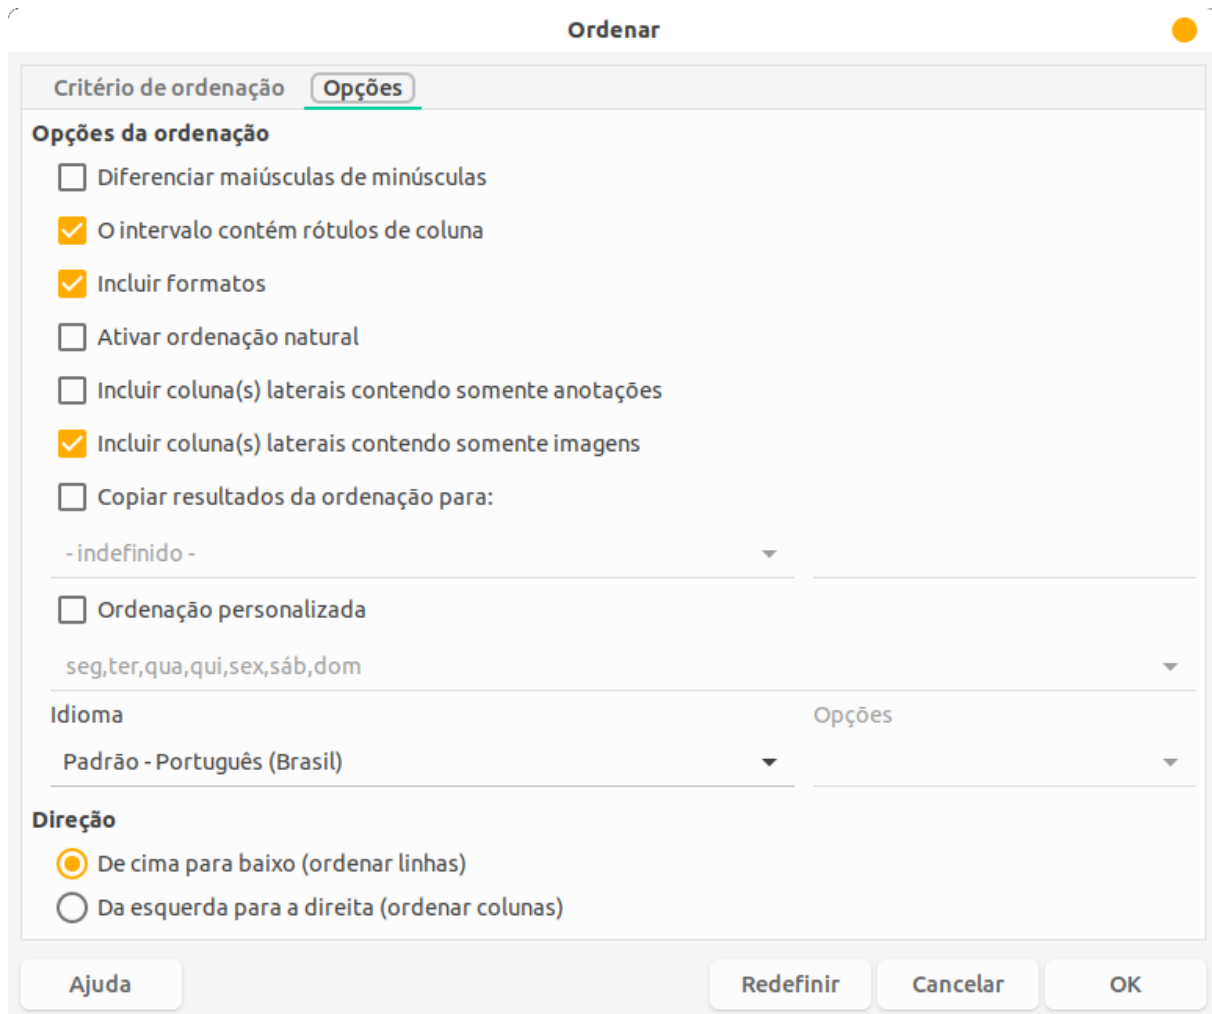 Ordenar
Critério de ordenação Opções
Opções da ordenação
Diferenciar maiúsculas de minúsculas
O intervalo contém rótulos de coluna
Incluir formatos
Ativar ordenação natural
Incluir coluna(s) laterais contendo somente anotações
Incluir coluna(s) laterais contendo somente imagens
Copiar resultados da ordenação para:
- indefinido -
Ordenação personalizada
seg,ter,qua,qui,sex,sáb,dom
Idioma Opções
Padrão - Português (Brasil)
Direção
De cima para baixo (ordenar linhas)
Da esquerda para a direita (ordenar colunas)
Ajuda Redefinir Cancelar OK